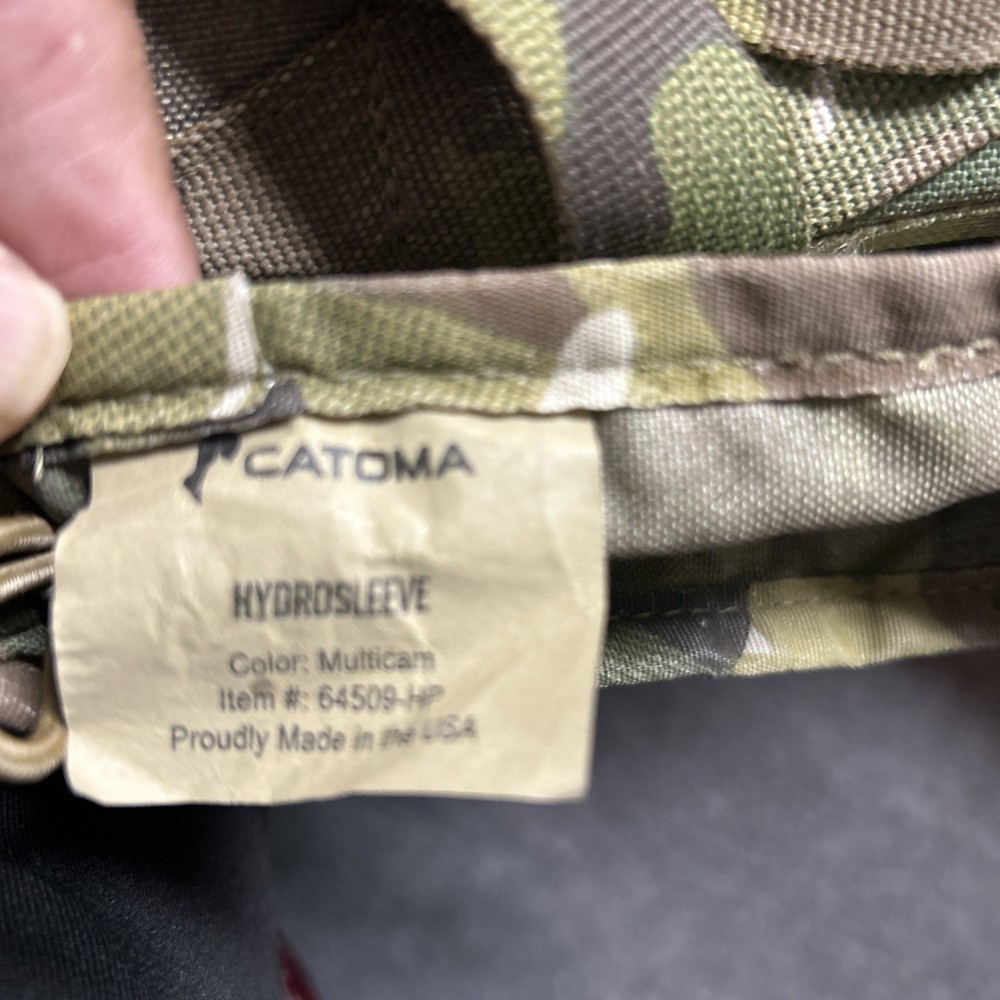 CATOMA
HYDROSLEEVE
Color: Multicam
Item #: 64509-HP
Proudly Made in the USA